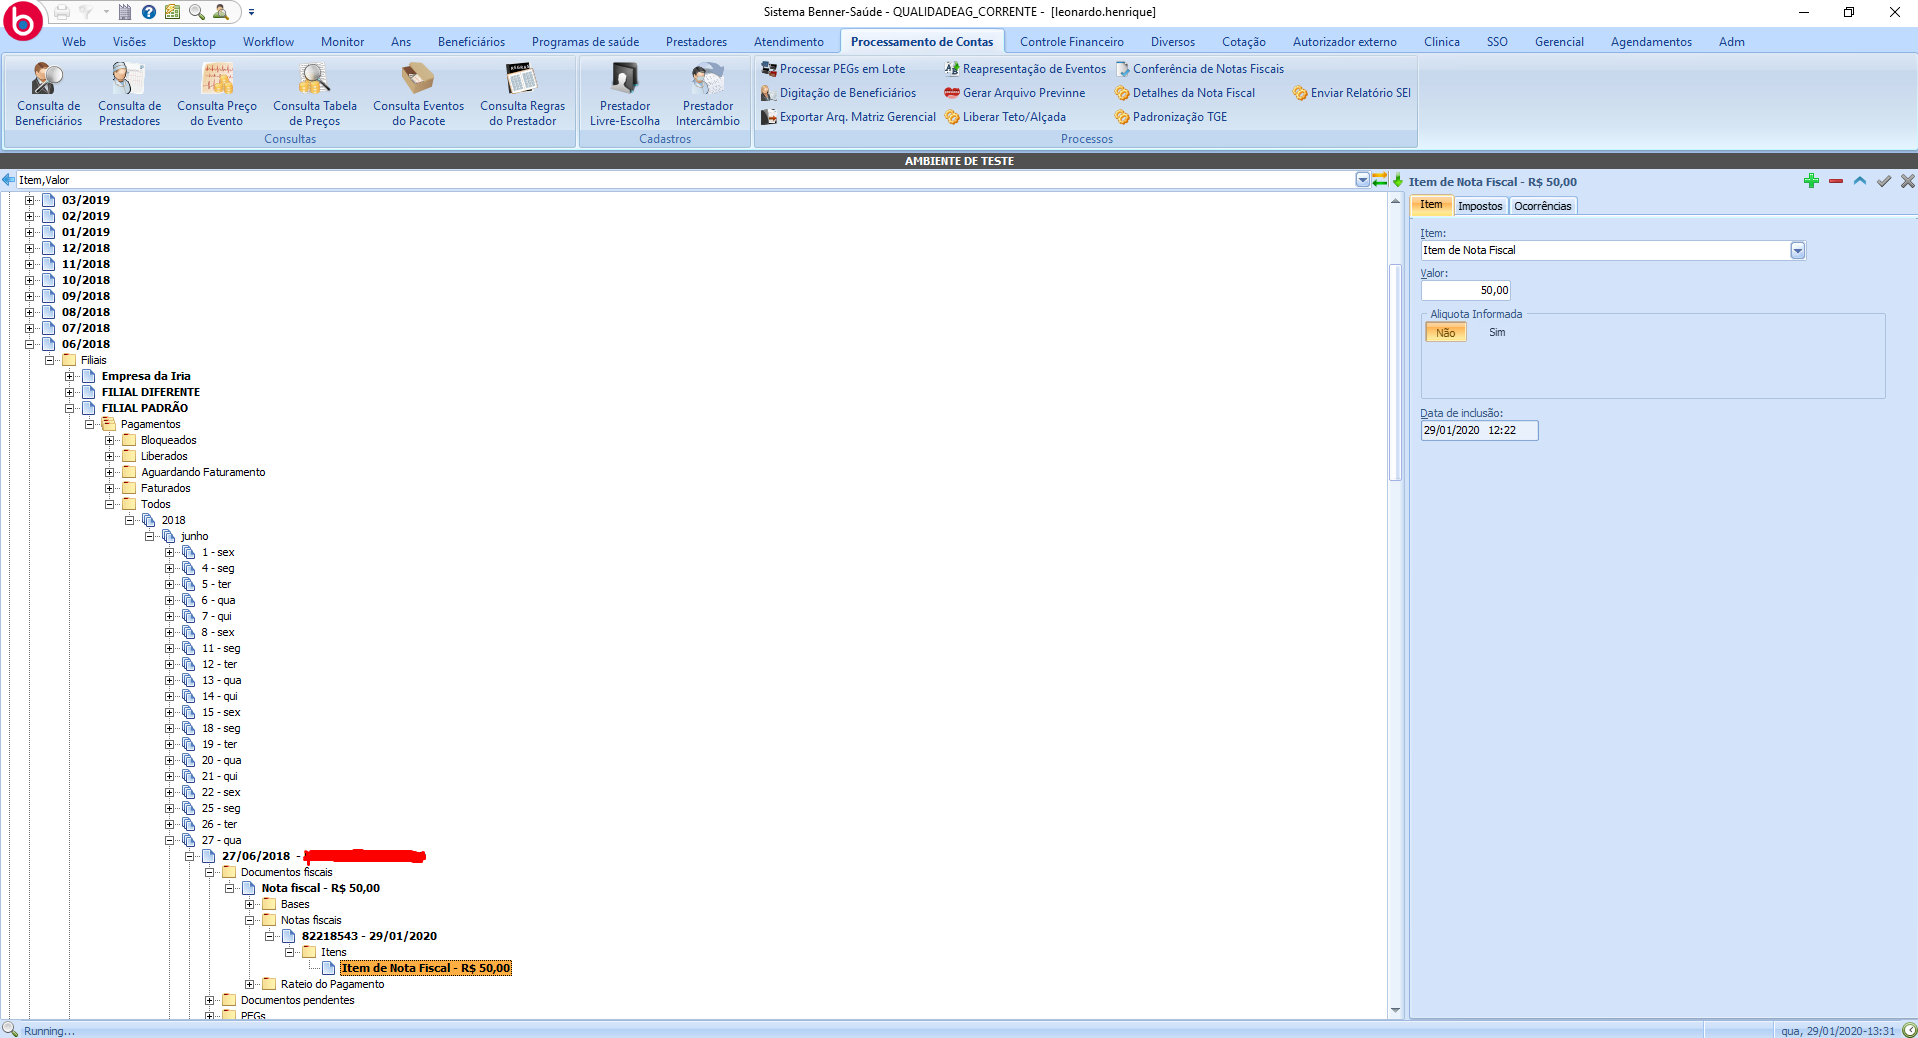 Sistema Benner-Saúde - QUALIDADEAG_CORRENTE - [leonardo.henrique]
Web Visões Desktop Workflow Monitor Ans Beneficiários Programas de saúde Prestadores Atendimento Processamento de Contas Controle Financeiro Diversos Cotação Autorizador externo Clinica SSO Gerencial Agendamentos Adm
Consulta de Beneficiários
Consulta de Prestadores
Consulta Preço do Evento
Consulta Tabela de Preços
Consulta Eventos do Pacote
Consulta Regras do Prestador
Consultas
Prestador Livre-Escolha
Prestador Intercâmbio
Cadastros
Processar PEGs em Lote
Reapresentação de Eventos
Conferência de Notas Fiscais
Digitação de Beneficiários
Gerar Arquivo Previnne
Detalhes da Nota Fiscal
Enviar Relatório SEI
Exportar Arq. Matriz Gerencial
Liberar Teto/Alçada
Padronização TGE
Processos
AMBIENTE DE TESTE
Item,Valor
03/2019
02/2019
01/2019
12/2018
11/2018
10/2018
09/2018
08/2018
07/2018
06/2018
Filiais
Empresa da Iria
FILIAL DIFERENTE
FILIAL PADRÃO
Pagamentos
Bloqueados
Liberados
Aguardando Faturamento
Faturados
Todos
2018
junho
1 - sex
4 - seg
5 - ter
6 - qua
7 - qui
8 - sex
11 - seg
12 - ter
13 - qua
14 - qui
15 - sex
18 - seg
19 - ter
20 - qua
21 - qui
22 - sex
25 - seg
26 - ter
27 - qua
27/06/2018 -
Documentos fiscais
Nota fiscal - R$ 50,00
Bases
Notas fiscais
82218543 - 29/01/2020
Itens
Item de Nota Fiscal - R$ 50,00
Rateio do Pagamento
Documentos pendentes
PEGs
Item de Nota Fiscal - R$ 50,00
Item Impostos Ocorrências
Item:
Item de Nota Fiscal
Valor:
50,00
Aliquota Informada
Não Sim
Data de inclusão:
29/01/2020 12:22
Running...
qua, 29/01/2020-13:31